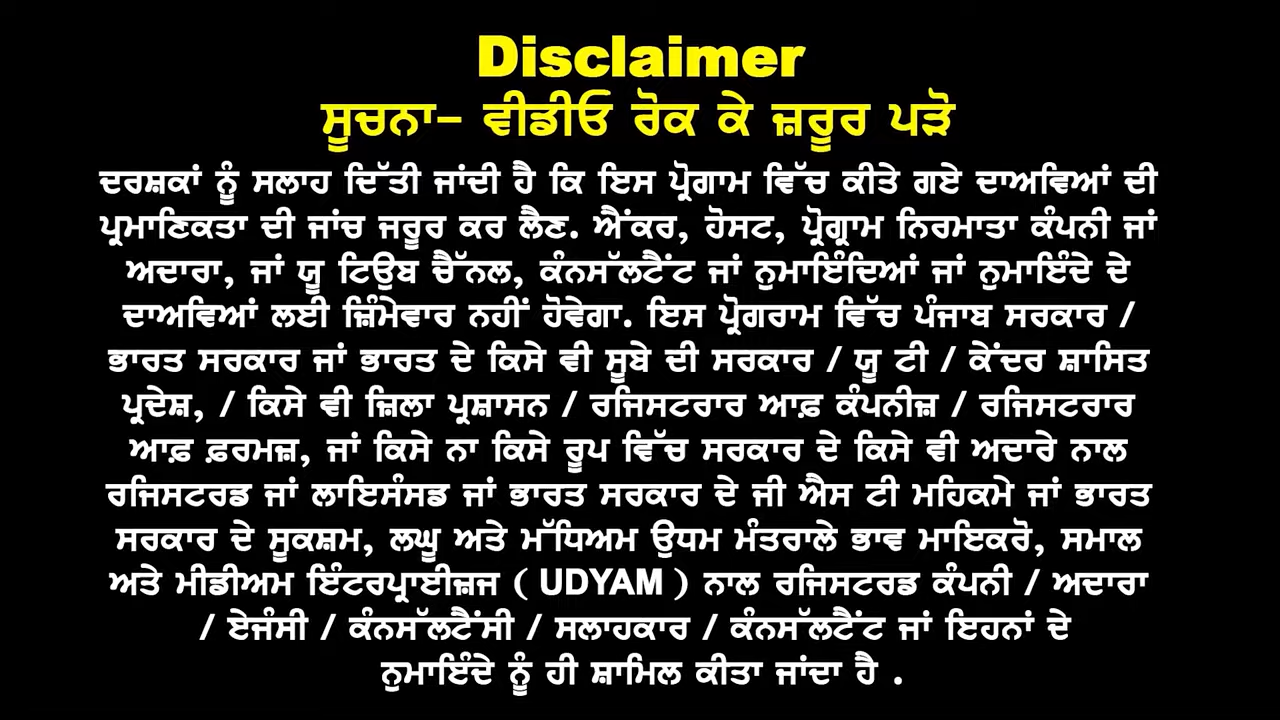 Disclaimer
ਸੂਚਨਾ- ਵੀਡੀਓ ਰੋਕ ਕੇ ਜ਼ਰੂਰ ਪੜੋ
ਦਰਸ਼ਕਾਂ ਨੂੰ ਸਲਾਹ ਦਿੱਤੀ ਜਾਂਦੀ ਹੈ ਕਿ ਇਸ ਪ੍ਰੋਗਾਮ ਵਿੱਚ ਕੀਤੇ ਗਏ ਦਾਅਵਿਆਂ ਦੀ
ਪ੍ਰਮਾਣਿਕਤਾ ਦੀ ਜਾਂਚ ਜਰੂਰ ਕਰ ਲੈਣ. ਐਂਕਰ, ਹੋਸਟ, ਪ੍ਰੋਗ੍ਰਾਮ ਨਿਰਮਾਤਾ ਕੰਪਨੀ ਜਾਂ
ਅਦਾਰਾ, ਜਾਂ ਯੂ ਟਿਊਬ ਚੈੱਨਲ, ਕੰਨਸੱਲਟੈਂਟ ਜਾਂ ਨੁਮਾਇੰਦਿਆਂ ਜਾਂ ਨੁਮਾਇੰਦੇ ਦੇ
ਦਾਅਵਿਆਂ ਲਈ ਜ਼ਿੰਮੇਵਾਰ ਨਹੀਂ ਹੋਵੇਗਾ. ਇਸ ਪ੍ਰੋਗਰਾਮ ਵਿੱਚ ਪੰਜਾਬ ਸਰਕਾਰ /
ਭਾਰਤ ਸਰਕਾਰ ਜਾਂ ਭਾਰਤ ਦੇ ਕਿਸੇ ਵੀ ਸੂਬੇ ਦੀ ਸਰਕਾਰ / ਯੂ ਟੀ / ਕੇਂਦਰ ਸ਼ਾਸਿਤ
ਪ੍ਰਦੇਸ਼, / ਕਿਸੇ ਵੀ ਜ਼ਿਲਾ ਪ੍ਰਸ਼ਾਸਨ / ਰਜਿਸਟਰਾਰ ਆਫ਼ ਕੰਪਨੀਜ਼ / ਰਜਿਸਟਰਾਰ
ਆਫ਼ ਫ਼ਰਮਜ਼, ਜਾਂ ਕਿਸੇ ਨਾ ਕਿਸੇ ਰੂਪ ਵਿੱਚ ਸਰਕਾਰ ਦੇ ਕਿਸੇ ਵੀ ਅਦਾਰੇ ਨਾਲ
ਰਜਿਸਟਰਡ ਜਾਂ ਲਾਇਸੰਸਡ ਜਾਂ ਭਾਰਤ ਸਰਕਾਰ ਦੇ ਜੀ ਐਸ ਟੀ ਮਹਿਕਮੇ ਜਾਂ ਭਾਰਤ
ਸਰਕਾਰ ਦੇ ਸੂਕਸ਼ਮ, ਲਘੂ ਅਤੇ ਮੱਧਿਅਮ ਉਧਮ ਮੰਤਰਾਲੇ ਭਾਵ ਮਾਇਕਰੋ, ਸਮਾਲ
ਅਤੇ ਮੀਡੀਅਮ ਇੰਟਰਪ੍ਰਾਈਜ਼ਜ ( UDYAM ) ਨਾਲ ਰਜਿਸਟਰਡ ਕੰਪਨੀ / ਅਦਾਰਾ
/ ਏਜੰਸੀ / ਕੰਨਸੱਲਟੈਂਸੀ / ਸਲਾਹਕਾਰ / ਕੰਨਸੱਲਟੈਂਟ ਜਾਂ ਇਹਨਾਂ ਦੇ
ਨੁਮਾਇੰਦੇ ਨੂੰ ਹੀ ਸ਼ਾਮਿਲ ਕੀਤਾ ਜਾਂਦਾ ਹੈ .